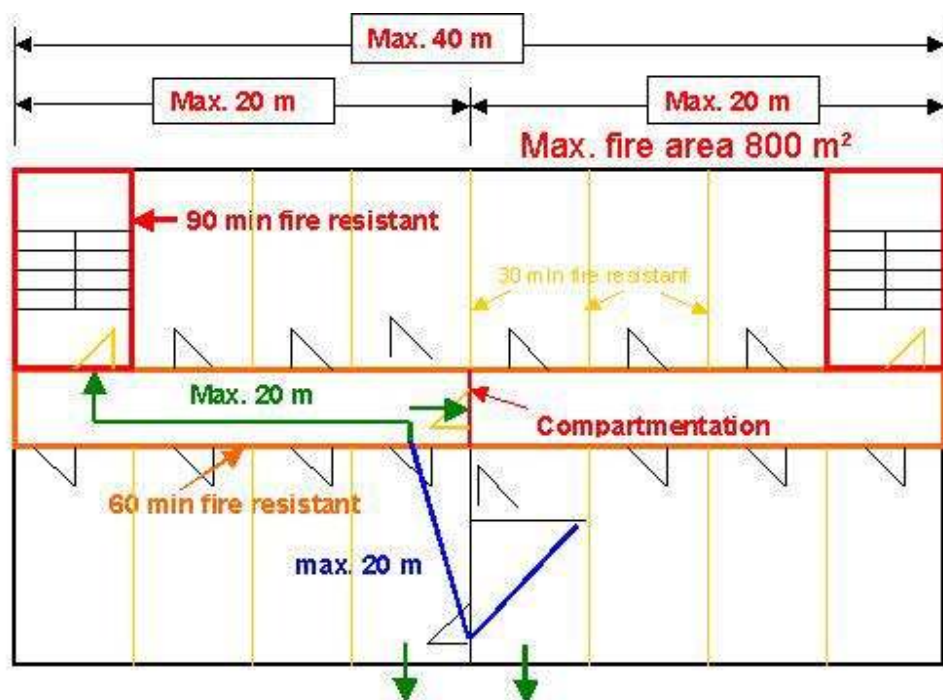 Max. 40 m
Max. 20 m
Max. 20 m
Max. fire area 800 m²
90 min fire resistant
30 min fire resistant
Max. 20 m
Compartmentation
60 min fire resistant
max. 20 m